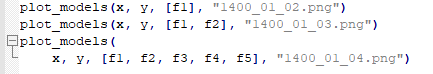 plot_models(x, y, [f1], "1400_01_02.png")
plot_models(x, y, [f1, f2], "1400_01_03.png")
plot_models(
x, y, [f1, f2, f3, f4, f5], "1400_01_04.png")